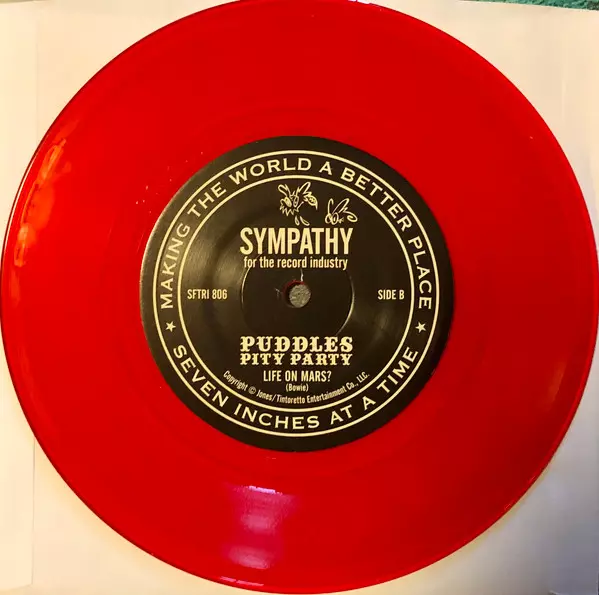 MAKING THE WORLD A BETTER PLACE
SYMPATHY
for the record industry
SFTRI 806
SIDE B
PUDDLES
PITY PARTY
LIFE ON MARS?
(Bowie)
Copyright © Jones/Tintoretto Entertainment Co., LLC.
★ SEVEN INCHES AT A TIME ★